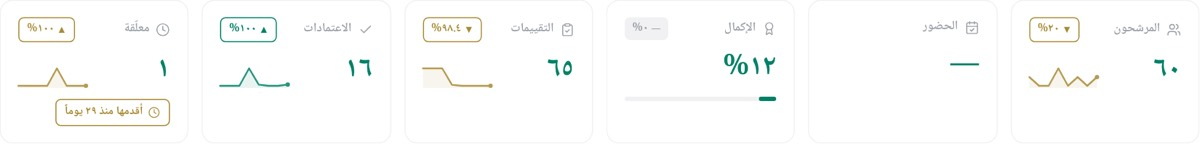 المرشحون
▼ ٢٠%
٦٠
الحضور
—
الإكمال
— ٠%
١٢%
التقييمات
▼ ٩٨.٤%
٦٥
الاعتمادات
▲ ١٠٠%
١٦
معلّقة
▲ ١٠٠%
١
أقدمها منذ ٢٩ يوماً